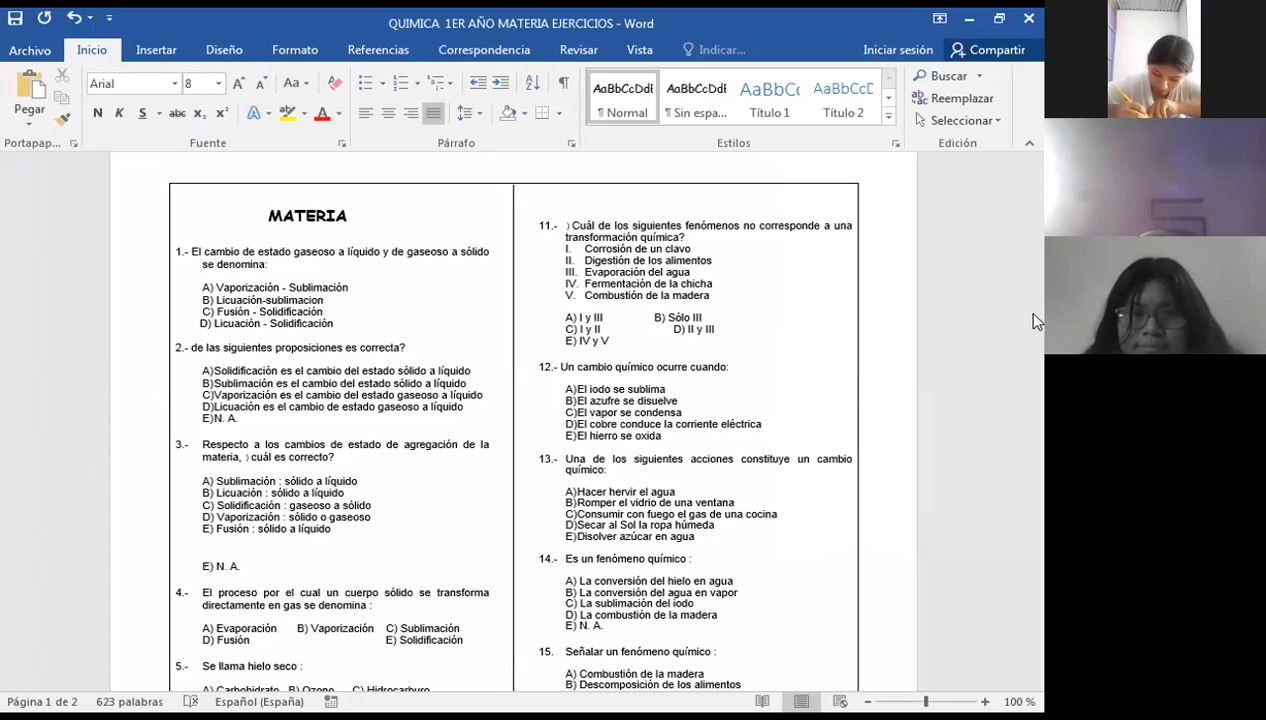 QUIMICA 1ER AÑO MATERIA EJERCICIOS - Word
Archivo Inicio Insertar Diseño Formato Referencias Correspondencia Revisar Vista Indicar... Iniciar sesión Compartir
Pegar
Arial 8
Aa
N K S abc x₂ x² A A
AaBbCcDdE AaBbCcDdE AaBbCc AaBbCcD
¶ Normal ¶ Sin espa... Título 1 Título 2
Buscar
Reemplazar
Seleccionar
Portapap... Fuente Párrafo Estilos Edición
MATERIA
1.- El cambio de estado gaseoso a líquido y de gaseoso a sólido
se denomina:
A) Vaporización - Sublimación
B) Licuación-sublimacion
C) Fusión - Solidificación
D) Licuación - Solidificación
2.- de las siguientes proposiciones es correcta?
A)Solidificación es el cambio del estado sólido a líquido
B)Sublimación es el cambio del estado sólido a líquido
C)Vaporización es el cambio del estado gaseoso a líquido
D)Licuación es el cambio de estado gaseoso a líquido
E)N. A.
3.- Respecto a los cambios de estado de agregación de la
materia, ) cuál es correcto?
A) Sublimación : sólido a líquido
B) Licuación : sólido a líquido
C) Solidificación : gaseoso a sólido
D) Vaporización : sólido o gaseoso
E) Fusión : sólido a líquido
E) N. A.
4.- El proceso por el cual un cuerpo sólido se transforma
directamente en gas se denomina :
A) Evaporación B) Vaporización C) Sublimación
D) Fusión E) Solidificación
5.- Se llama hielo seco :
A) Carbohidrato B) Ozono C) Hidrocarburo
11.- ) Cuál de los siguientes fenómenos no corresponde a una
transformación química?
I. Corrosión de un clavo
II. Digestión de los alimentos
III. Evaporación del agua
IV. Fermentación de la chicha
V. Combustión de la madera
A) I y III B) Sólo III
C) I y II D) II y III
E) IV y V
12.- Un cambio químico ocurre cuando:
A)El iodo se sublima
B)El azufre se disuelve
C)El vapor se condensa
D)El cobre conduce la corriente eléctrica
E)El hierro se oxida
13.- Una de los siguientes acciones constituye un cambio
químico:
A)Hacer hervir el agua
B)Romper el vidrio de una ventana
C)Consumir con fuego el gas de una cocina
D)Secar al Sol la ropa húmeda
E)Disolver azúcar en agua
14.- Es un fenómeno químico :
A) La conversión del hielo en agua
B) La conversión del agua en vapor
C) La sublimación del íodo
D) La combustión de la madera
E) N. A.
15. Señalar un fenómeno químico :
A) Combustión de la madera
B) Descomposición de los alimentos
Página 1 de 2 623 palabras Español (España) 100 %